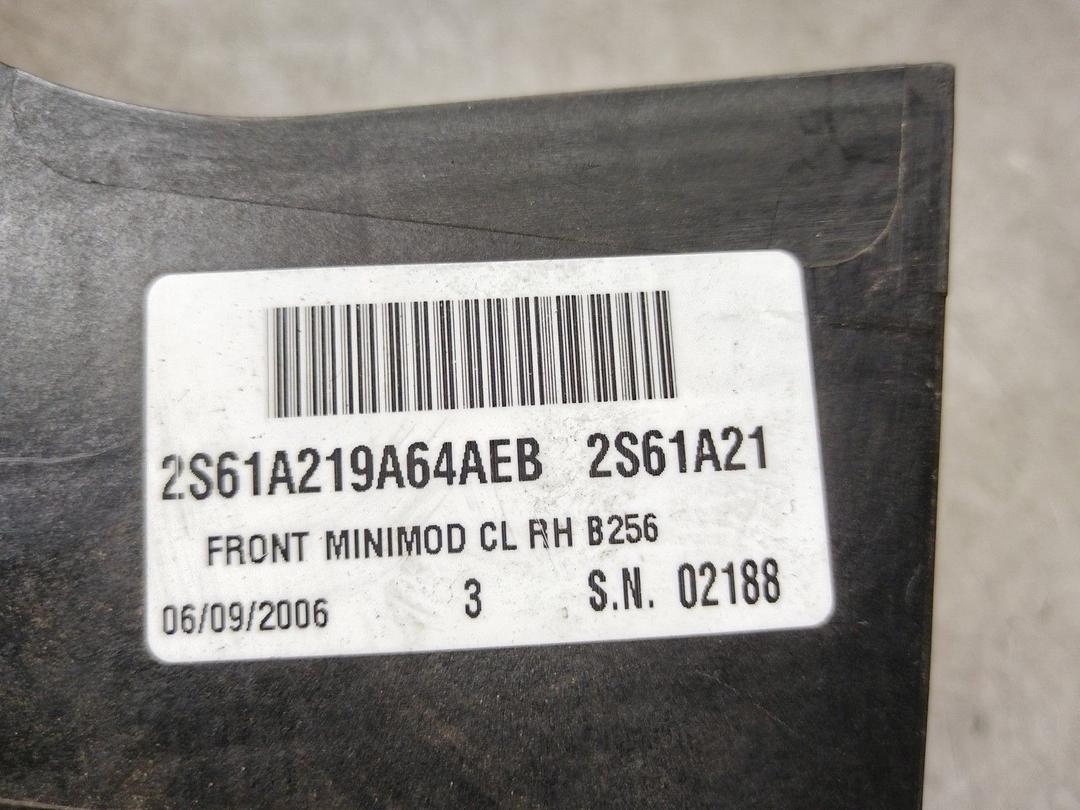 2S61A219A64AEB 2S61A21
FRONT MINIMOD CL RH B256
06/09/2006 3 S.N. 02188